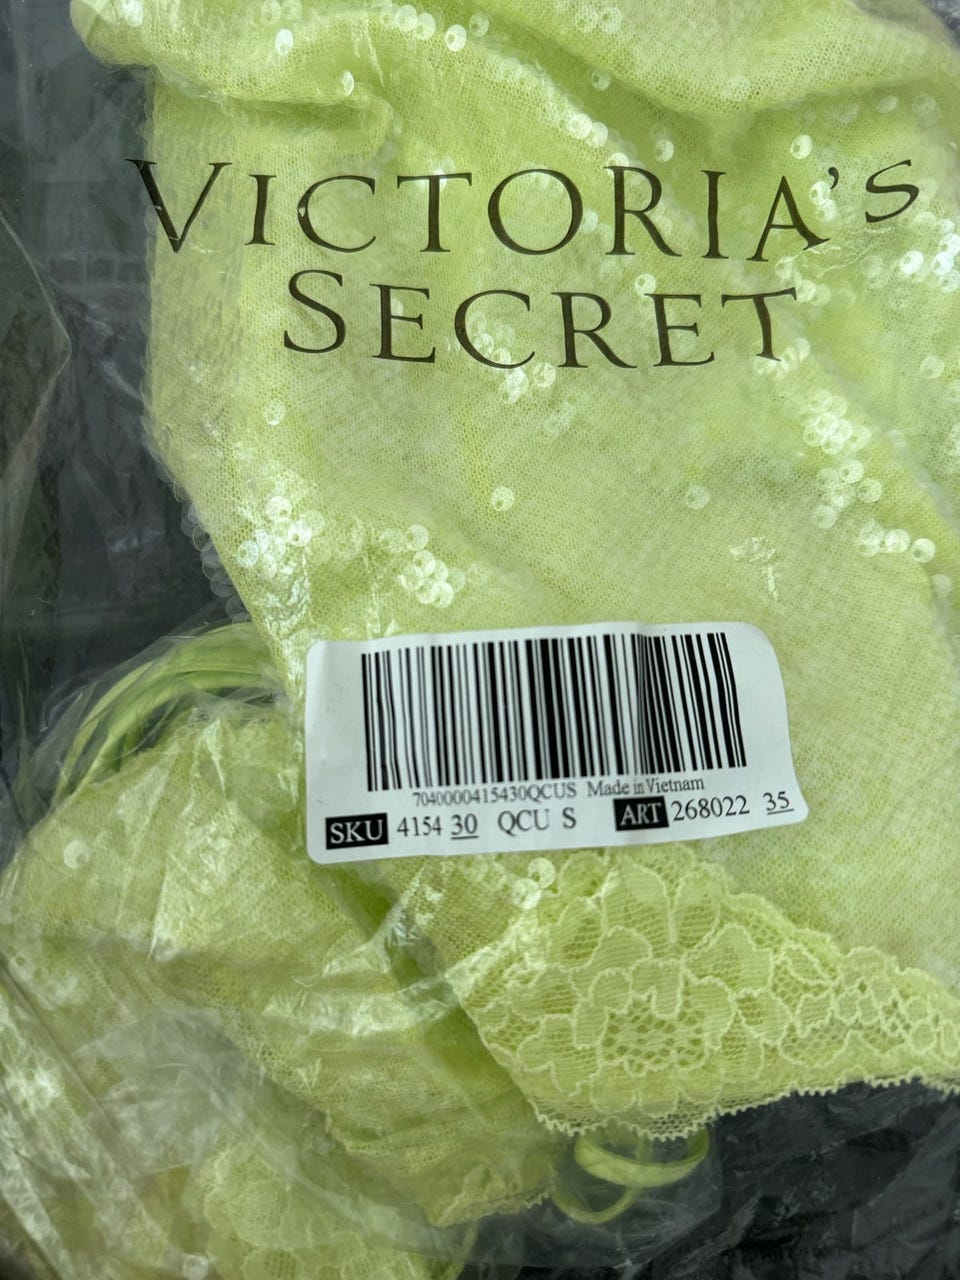 VICTORIA'S
SECRET
7040000415430QCUS Made in Vietnam
SKU 4154 30 QCU S ART 268022 35